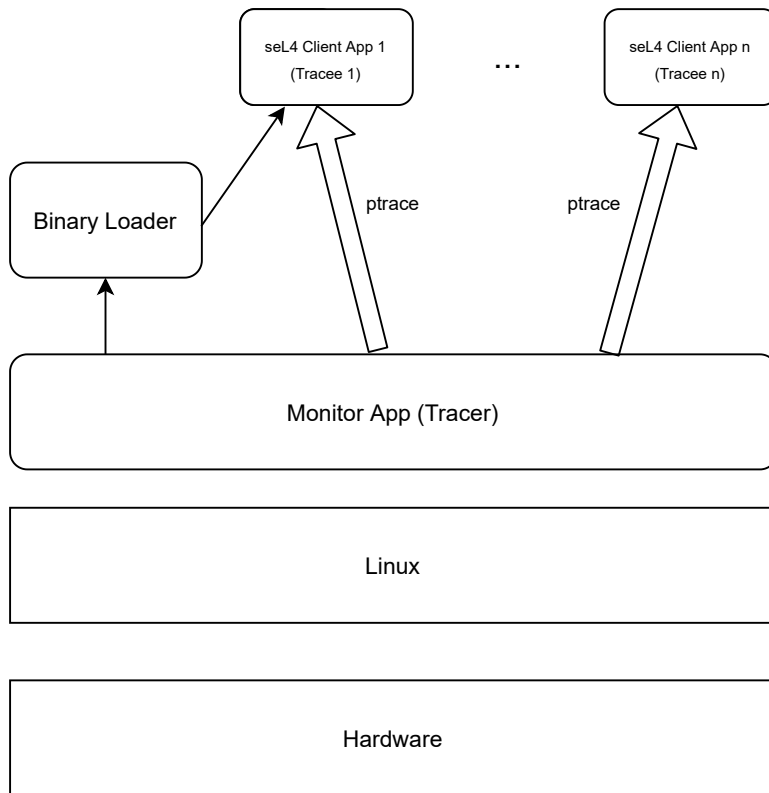 seL4 Client App 1
(Tracee 1)
...
seL4 Client App n
(Tracee n)
ptrace
ptrace
Binary Loader
Monitor App (Tracer)
Linux
Hardware